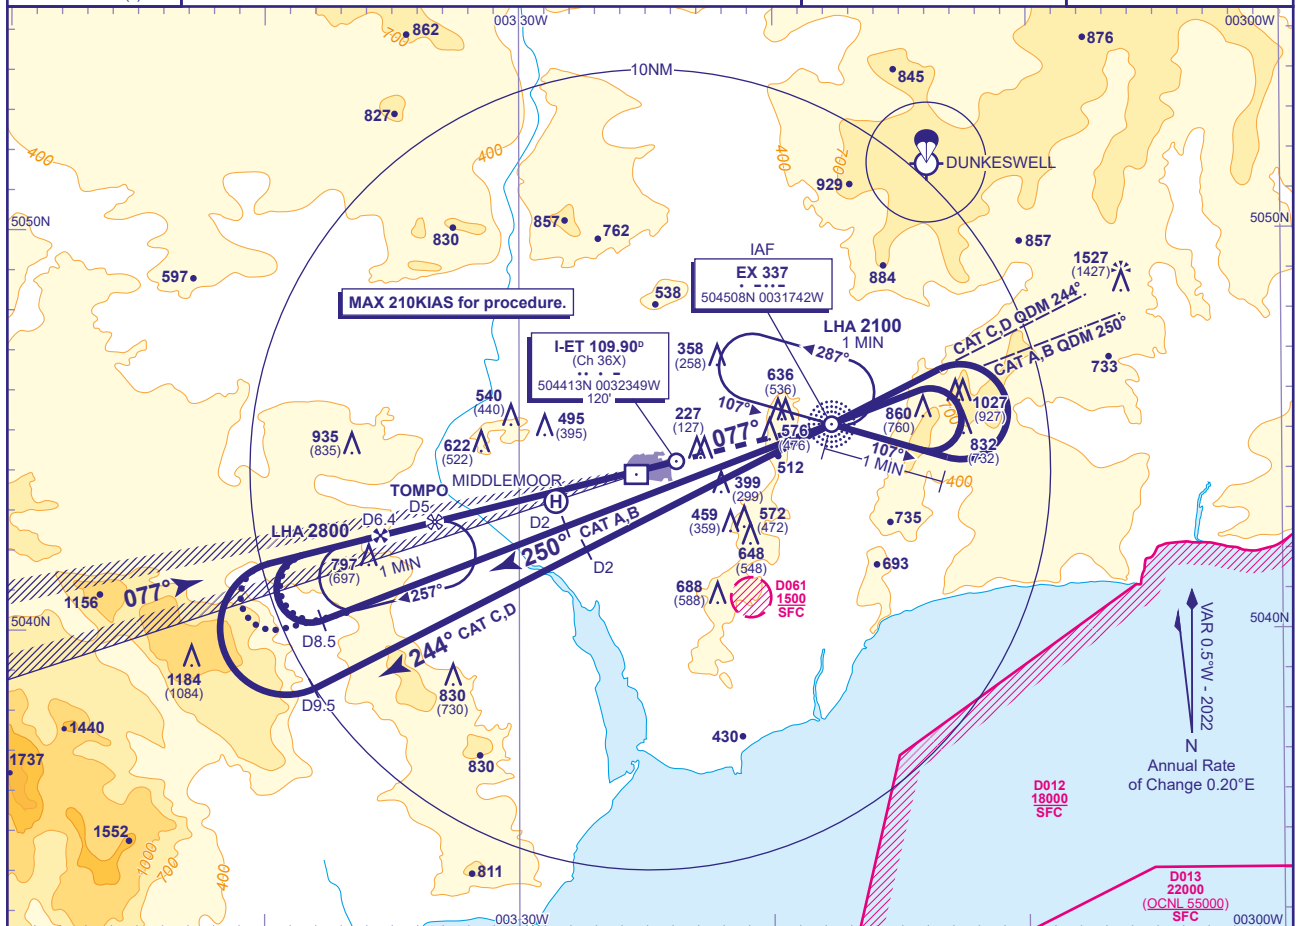 003 30W
00300W
862
700
876
845
10NM
827
400
400
400
700
DUNKESWELL
929
5050N
5050N
857
762
830
857
597
884
IAF
EX 337
504508N 0031742W
1527
(1427)
538
MAX 210KIAS for procedure.
LHA 2100
1 MIN
287°
CAT C,D QDM 244°
CAT A,B QDM 250°
733
I-ET 109.90ᴰ
(Ch 36X)
504413N 0032349W
120'
358
(258)
636
(536)
107°
540
(440)
495
(395)
227
(127)
077°
576
(476)
860
(760)
700
1027
(927)
832
(732)
935
(835)
622
(522)
107°
1 MIN
512
400
MIDDLEMOOR
TOMPO
D5
D6.4
H
D2
399
(299)
LHA 2800
CAT A,B
250°
459
(359)
572
(472)
735
797
(697)
1 MIN
D2
648
(548)
693
077°
257°
688
(588)
D061
1500
SFC
1156
5040N
5040N
D8.5
VAR 0.5°W - 2022
244° CAT C,D
1184
(1084)
D9.5
830
(730)
1440
430
N
Annual Rate
of Change 0.20°E
1737
830
D012
18000
SFC
1552
1000
700
400
811
D013
22000
(OCNL 55000)
SFC
003 30W
00300W